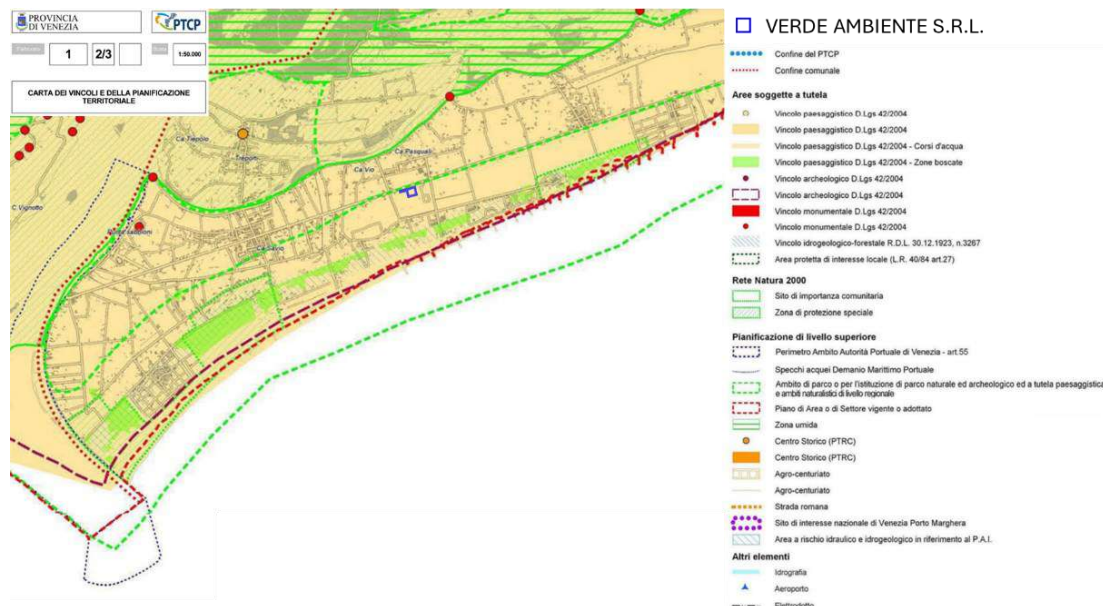 PROVINCIA
DI VENEZIA
PTCP
1
2/3
1:50.000
CARTA DEI VINCOLI E DELLA PIANIFICAZIONE
TERRITORIALE
Ca Tiepolo
Treporti
Ca Pasquali
Ca Vio
C Vignotto
Punta Sabbioni
Ca Savio
VERDE AMBIENTE S.R.L.
Confine del PTCP
Confine comunale
Aree soggette a tutela
Vincolo paesaggistico D.Lgs 42/2004
Vincolo paesaggistico D.Lgs 42/2004
Vincolo paesaggistico D.Lgs 42/2004 - Corsi d'acqua
Vincolo paesaggistico D.Lgs 42/2004 - Zone boscate
Vincolo archeologico D.Lgs 42/2004
Vincolo archeologico D.Lgs 42/2004
Vincolo monumentale D.Lgs 42/2004
Vincolo monumentale D.Lgs 42/2004
Vincolo idrogeologico-forestale R.D.L. 30.12.1923, n.3267
Area protetta di interesse locale (L.R. 40/84 art.27)
Rete Natura 2000
Sito di importanza comunitaria
Zona di protezione speciale
Pianificazione di livello superiore
Perimetro Ambito Autorità Portuale di Venezia - art.55
Specchi acquei Demanio Marittimo Portuale
Ambito di parco o per l'istituzione di parco naturale ed archeologico ed a tutela paesaggistica
e ambiti naturalistici di livello regionale
Piano di Area o di Settore vigente o adottato
Zona umida
Centro Storico (PTRC)
Centro Storico (PTRC)
Agro-centuriato
Agro-centuriato
Strada romana
Sito di interesse nazionale di Venezia Porto Marghera
Area a rischio idraulico e idrogeologico in riferimento al P.A.I.
Altri elementi
Idrografia
Aeroporto
Elettrodotto